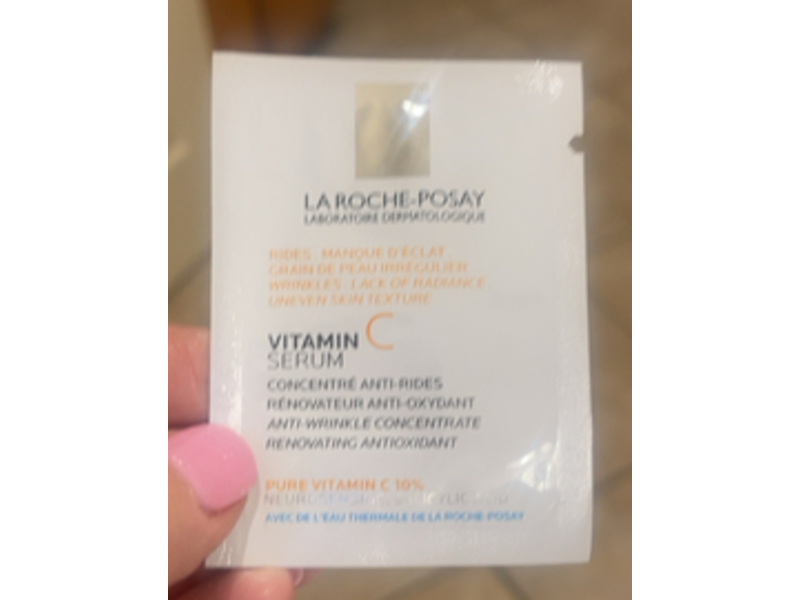 LA ROCHE-POSAY
LABORATOIRE DERMATOLOGIQUE
RIDES . MANQUE D'ÉCLAT
GRAIN DE PEAU IRRÉGULIER
WRINKLES . LACK OF RADIANCE .
UNEVEN SKIN TEXTURE
VITAMIN C
SERUM
CONCENTRÉ ANTI-RIDES
RÉNOVATEUR ANTI-OXYDANT
ANTI-WRINKLE CONCENTRATE
RENOVATING ANTIOXIDANT
PURE VITAMIN C 10%
AVEC DE L'EAU THERMALE DE LA ROCHE-POSAY